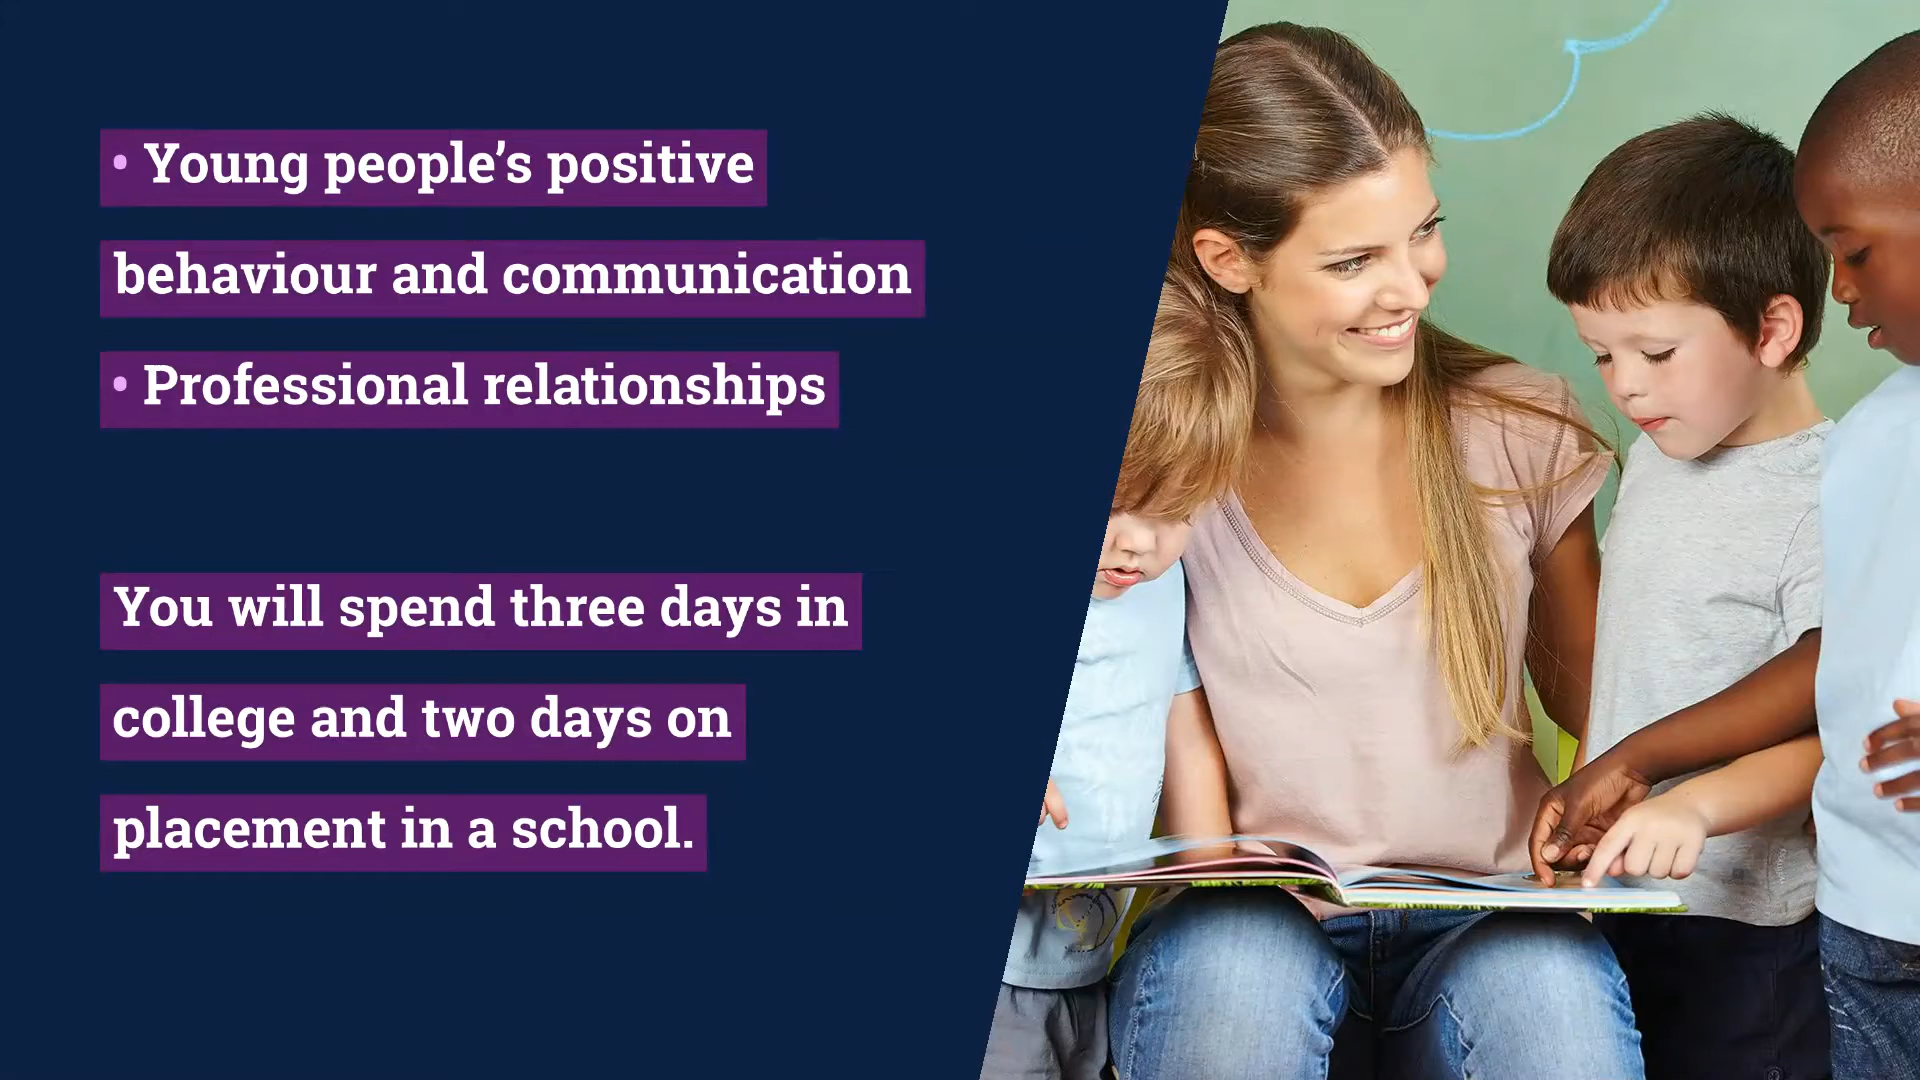 • Young people’s positive
behaviour and communication
• Professional relationships
You will spend three days in
college and two days on
placement in a school.